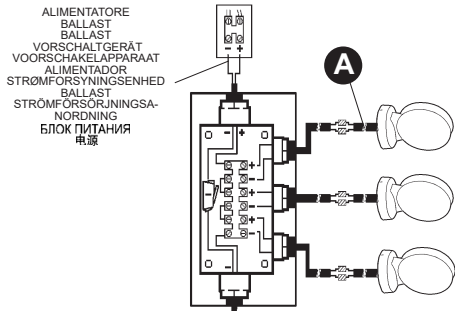 ALIMENTATORE
BALLAST
BALLAST
VORSCHALTGERÄT
VOORSCHAKELAPPARAAT
ALIMENTADOR
STRØMFORSYNINGSENHED
BALLAST
STRÖMFÖRSÖRJNINGSA-
NORDNING
БЛОК ПИТАНИЯ
电源
- +
A
- +
+
-
+
-
+
-
-